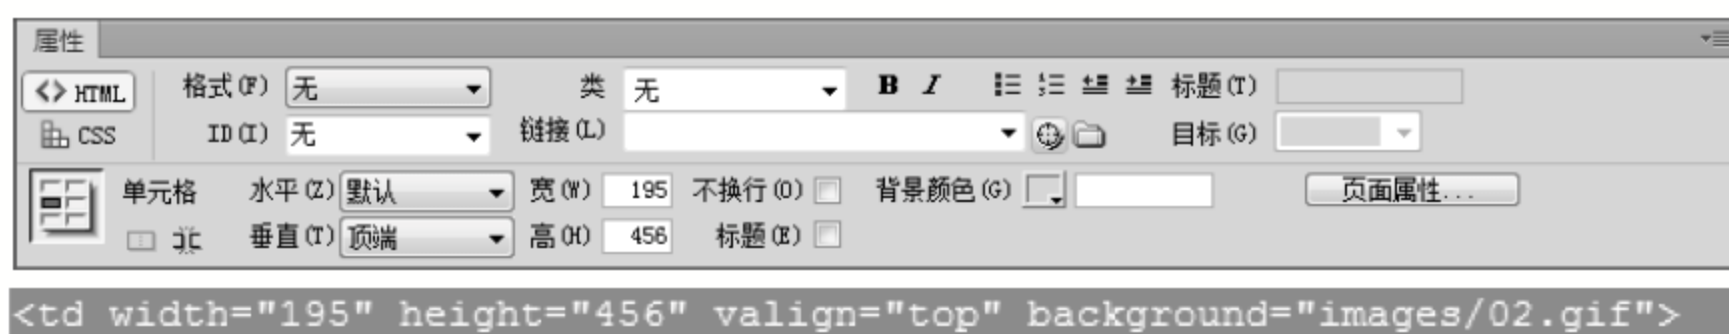 属性
<> HTML 格式(F) 无 类 无 B I 标题(T)
CSS ID(I) 无 链接(L) 目标(G)
单元格 水平(Z) 默认 宽(W) 195 不换行(O) 背景颜色(G) 页面属性...
垂直(T) 顶端 高(H) 456 标题(E)
<td width="195" height="456" valign="top" background="images/02.gif">